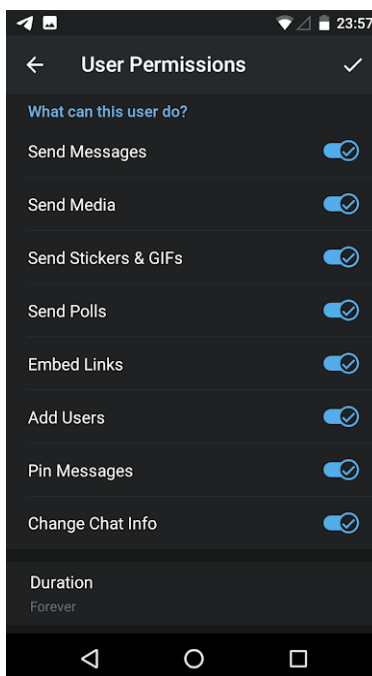 23:57
User Permissions
What can this user do?
Send Messages
Send Media
Send Stickers & GIFs
Send Polls
Embed Links
Add Users
Pin Messages
Change Chat Info
Duration
Forever